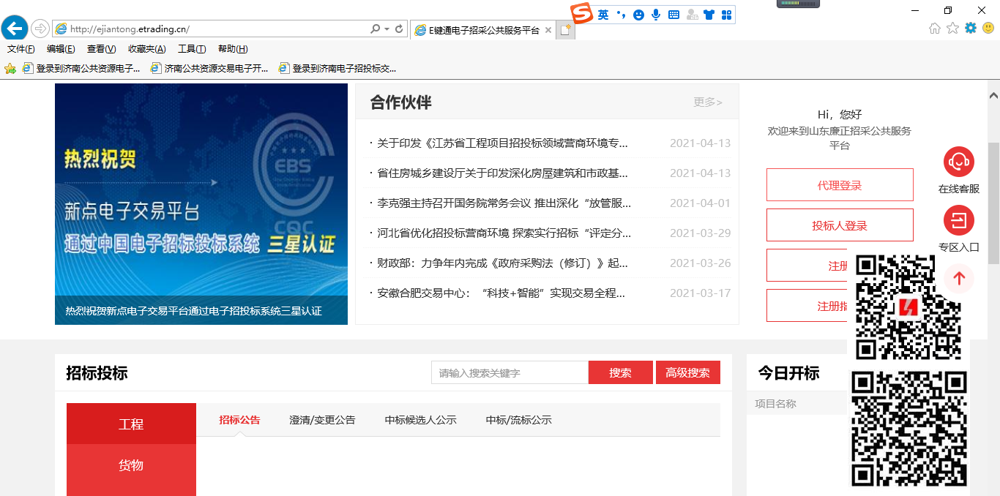 英
http://ejiantong.etrading.cn/
E键通电子招采公共服务平台
文件(F) 编辑(E) 查看(V) 收藏夹(A) 工具(T) 帮助(H)
登录到济南公共资源电子... 济南公共资源交易电子开... 登录到济南电子招投标交...
热烈祝贺
EBS
CQC
新点电子交易平台
通过中国电子招标投标系统 三星认证
热烈祝贺新点电子交易平台通过电子招投标系统三星认证
合作伙伴 更多>
· 关于印发《江苏省工程项目招投标领域营商环境专... 2021-04-13
· 省住房城乡建设厅关于印发深化房屋建筑和市政基... 2021-04-13
· 李克强主持召开国务院常务会议 推出深化“放管服... 2021-04-01
· 河北省优化招投标营商环境 探索实行招标“评定分... 2021-03-29
· 财政部：力争年内完成《政府采购法（修订）》起... 2021-03-26
· 安徽合肥交易中心：“科技+智能”实现交易全程... 2021-03-17
Hi，您好
欢迎来到山东廉正招采公共服务
平台
代理登录
投标人登录
注册
注册指
在线客服
专区入口
招标投标
请输入搜索关键字 搜索 高级搜索
工程
货物
招标公告 澄清/变更公告 中标候选人公示 中标/流标公示
今日开标
项目名称